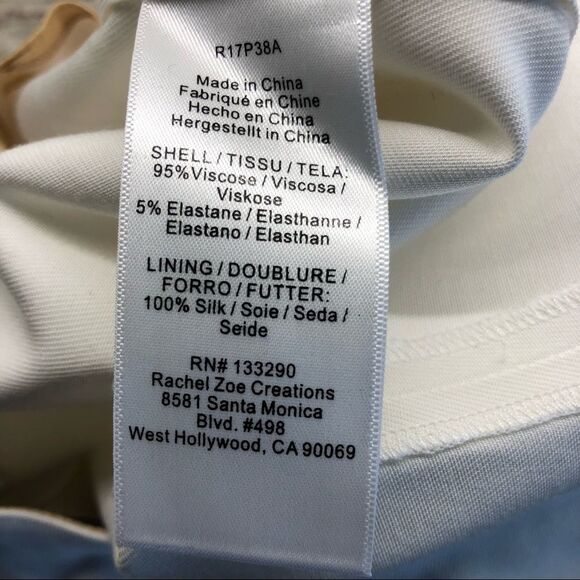 R17P38A
Made in China
Fabriqué en Chine
Hecho en China
Hergestellt in China
SHELL / TISSU / TELA:
95%Viscose / Viscosa /
Viskose
5% Elastane / Elasthanne /
Elastano / Elasthan
LINING / DOUBLURE /
FORRO / FUTTER:
100% Silk / Soie / Seda /
Seide
RN# 133290
Rachel Zoe Creations
8581 Santa Monica
Blvd. #498
West Hollywood, CA 90069